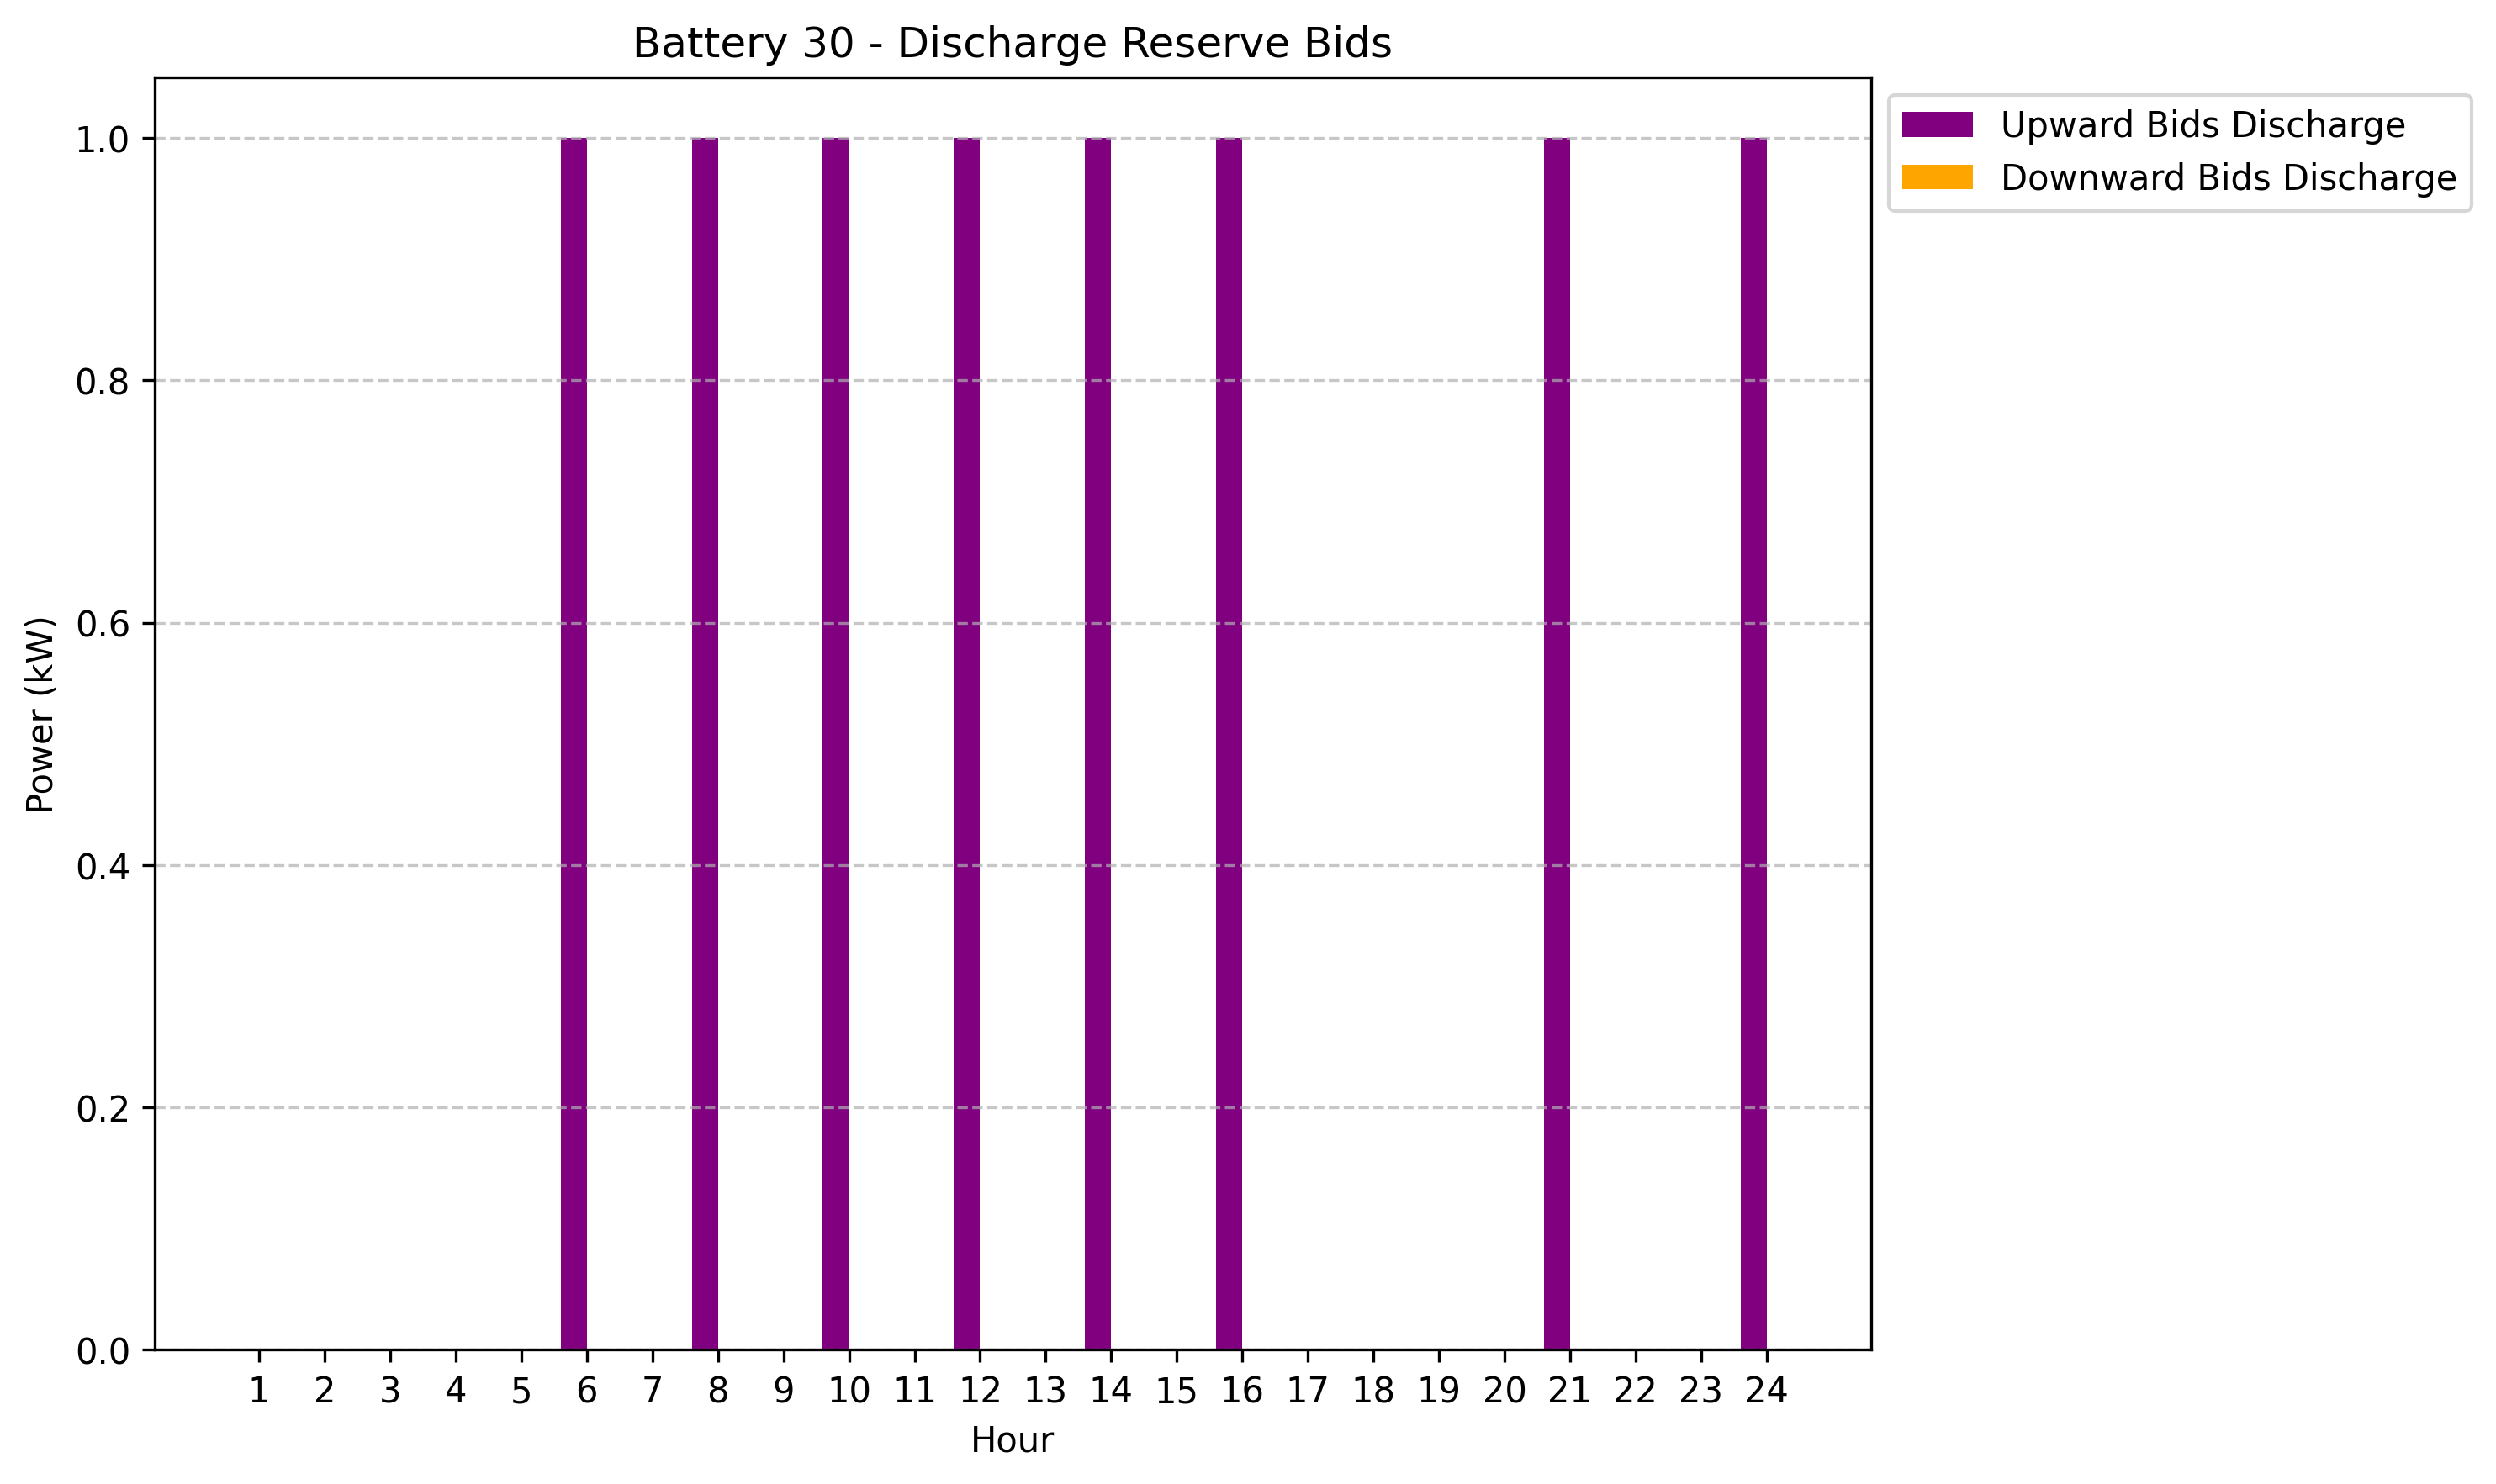 Battery 30 - Discharge Reserve Bids
Upward Bids Discharge
Downward Bids Discharge
Power (kW)
1.0
0.8
0.6
0.4
0.2
0.0
1 2 3 4 5 6 7 8 9 10 11 12 13 14 15 16 17 18 19 20 21 22 23 24
Hour